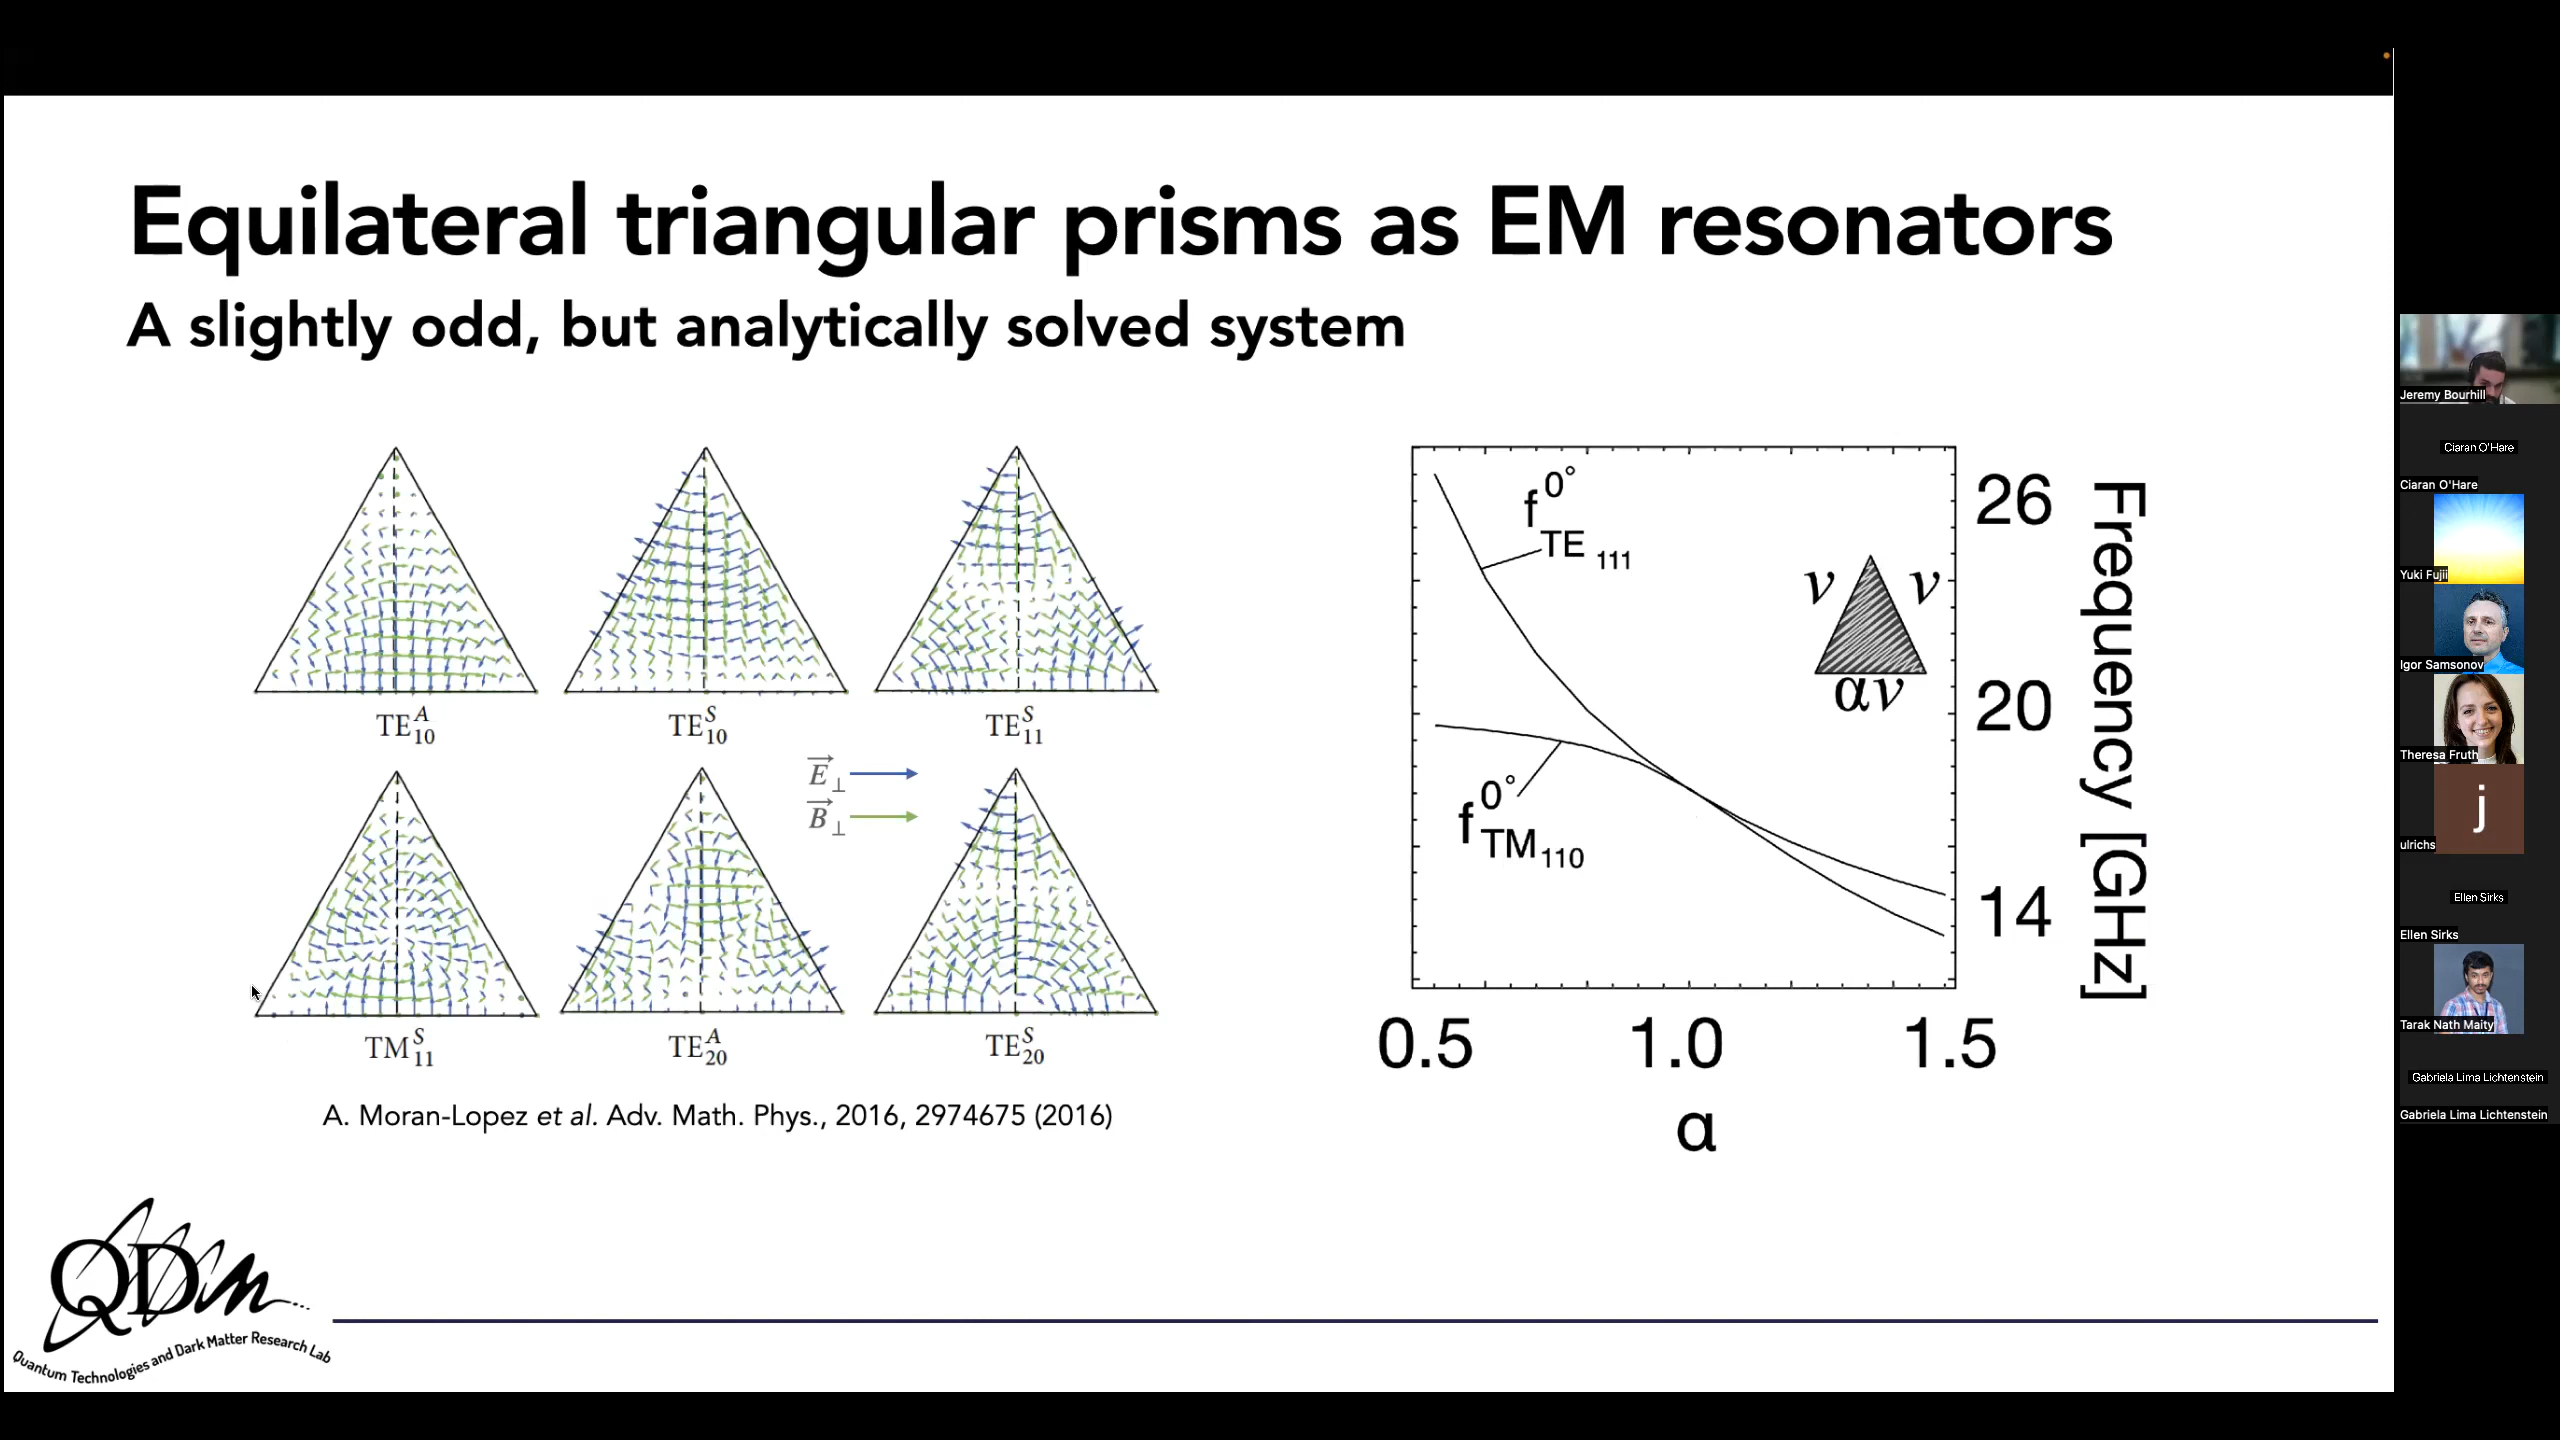 Equilateral triangular prisms as EM resonators
A slightly odd, but analytically solved system
TE^A_10
TE^S_10
TE^S_11
E⊥
B⊥
TM^S_11
TE^A_20
TE^S_20
A. Moran-Lopez et al. Adv. Math. Phys., 2016, 2974675 (2016)
f^0°_TE 111
f^0°_TM 110
ν
ν
αν
26
20
14
Frequency [GHz]
0.5
1.0
1.5
α
QDM
Quantum Technologies and Dark Matter Research Lab
Jeremy Bourhill
Ciaran O'Hare
Ciaran O'Hare
Yuki Fujii
Igor Samsonov
Theresa Fruth
j
ulrichs
Ellen Sirks
Ellen Sirks
Tarak Nath Maity
Gabriela Lima Lichtenstein
Gabriela Lima Lichtenstein